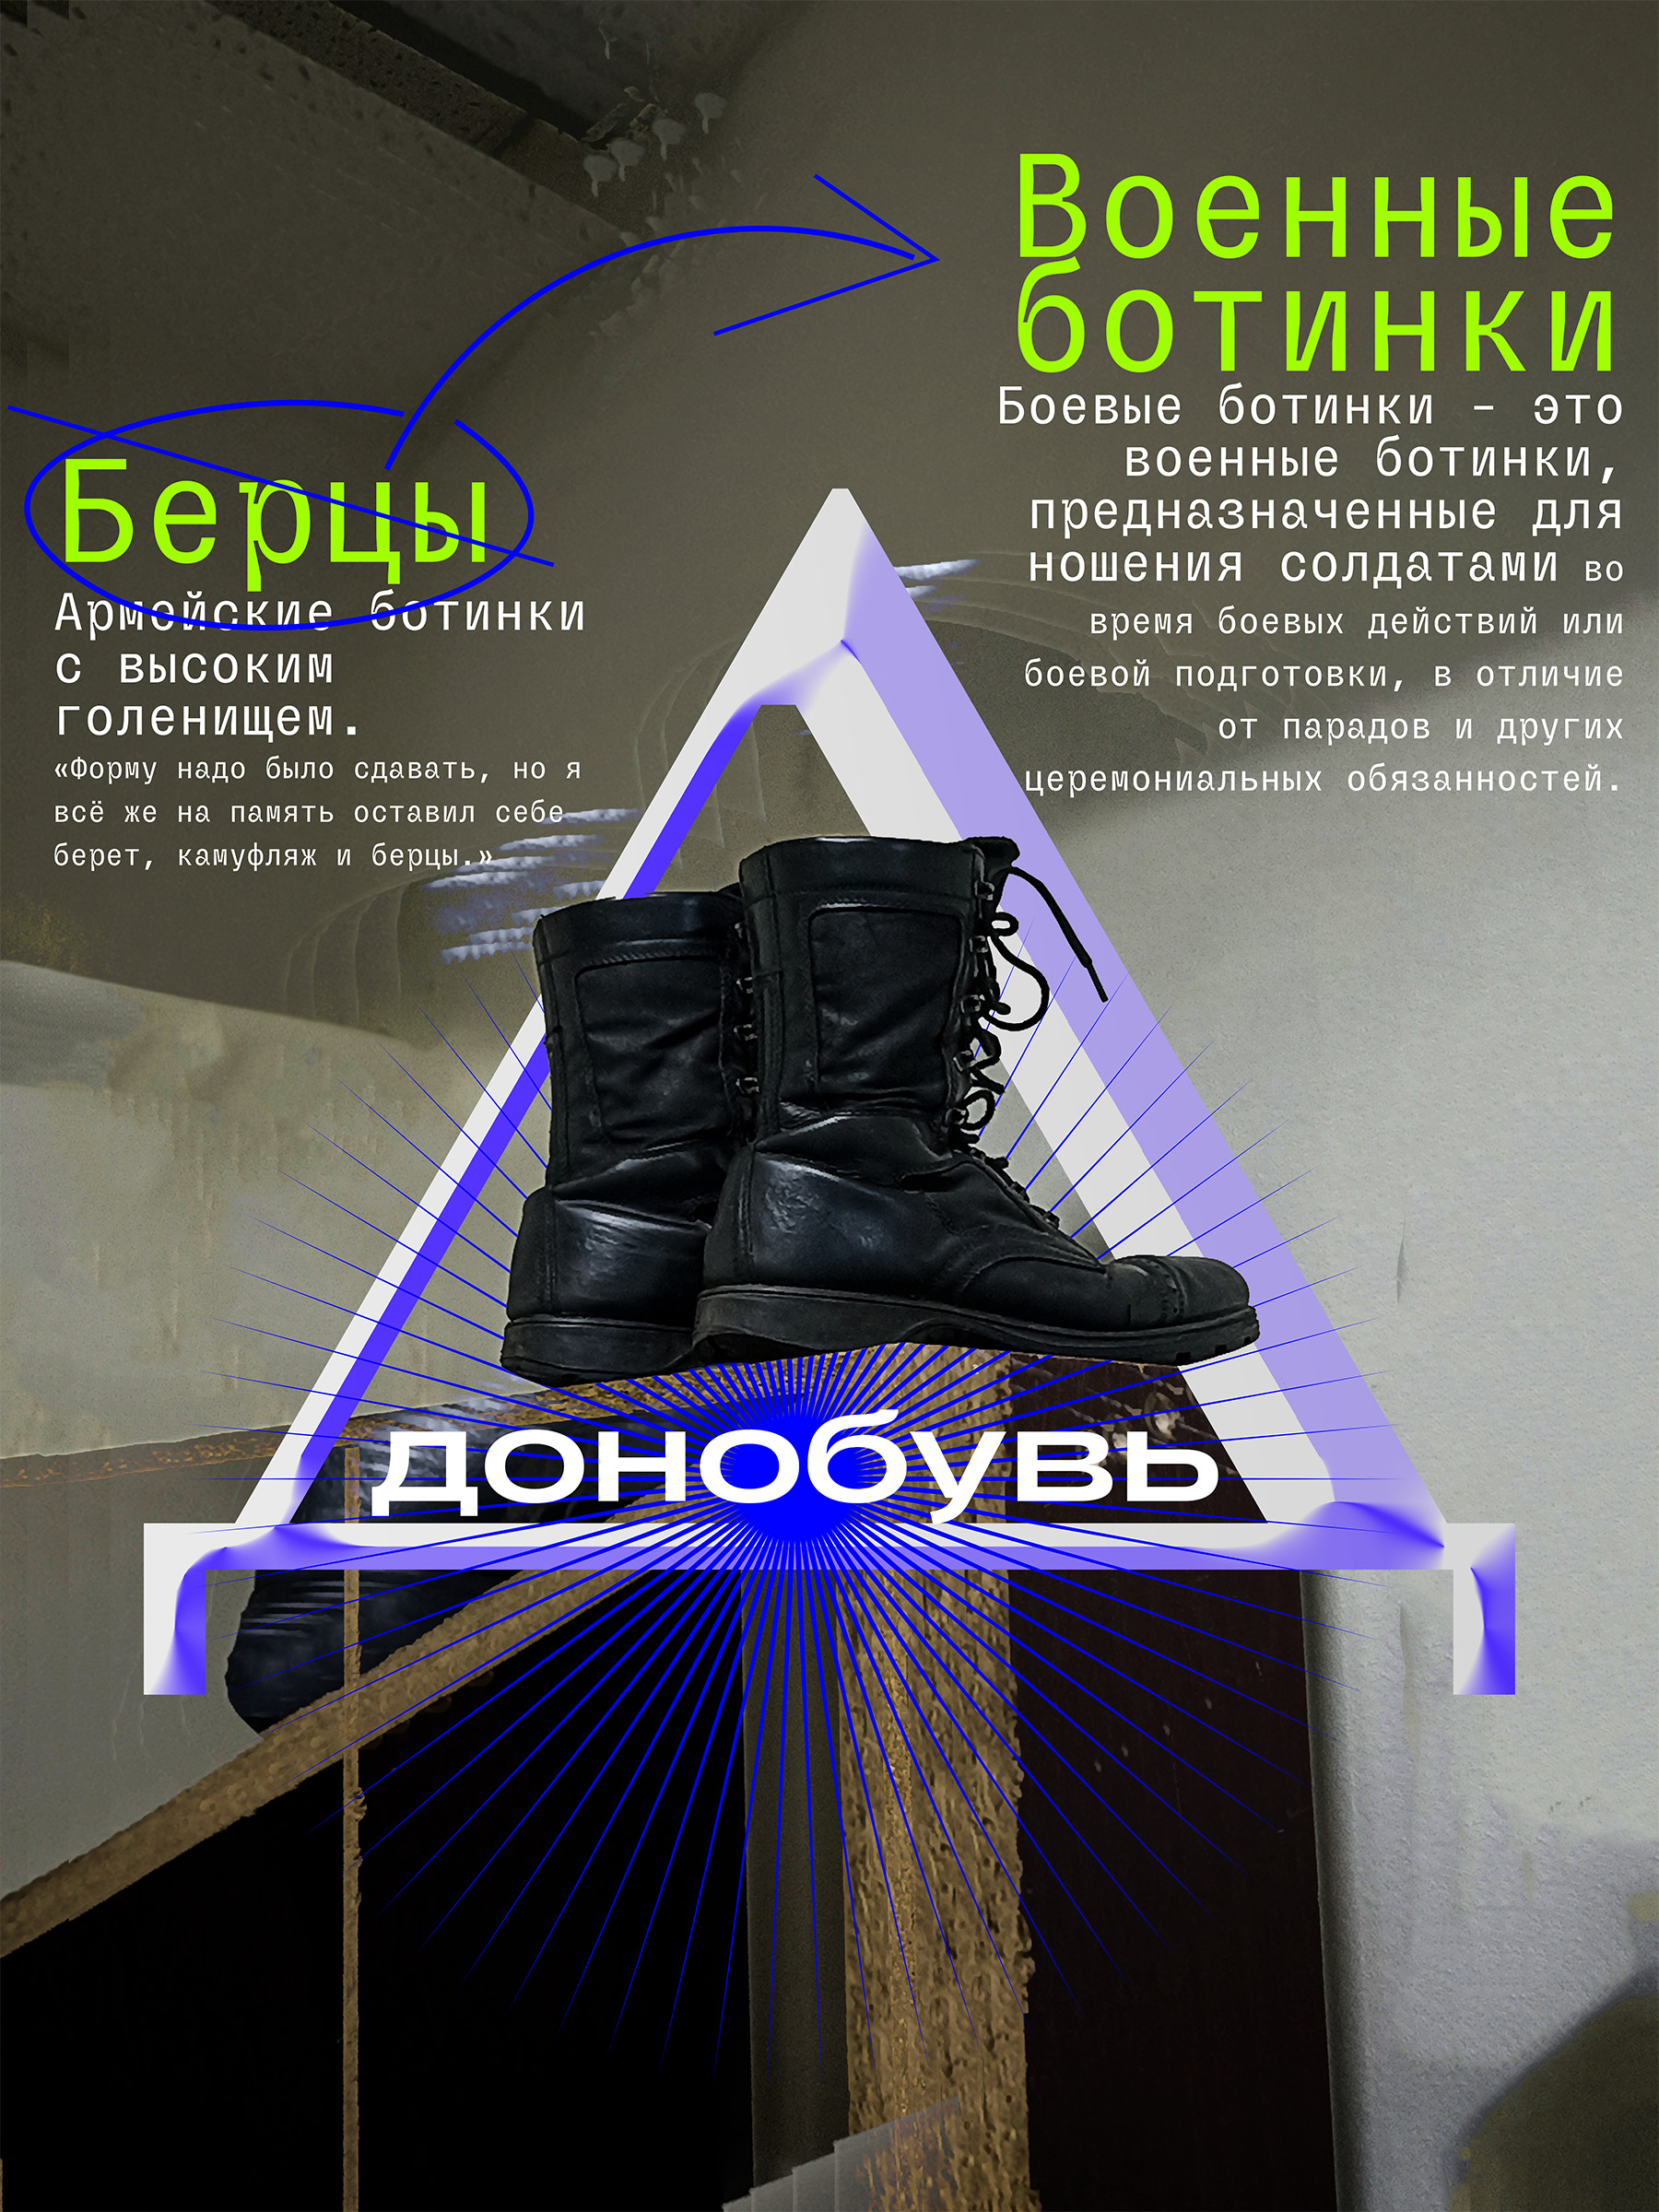 Военные
ботинки
Боевые ботинки - это
военные ботинки,
предназначенные для
ношения солдатами во
время боевых действий или
боевой подготовки, в отличие
от парадов и других
церемониальных обязанностей.
Берцы
Армейские ботинки
с высоким
голенищем.
«Форму надо было сдавать, но я
всё же на память оставил себе
берет, камуфляж и берцы.»
донобувь